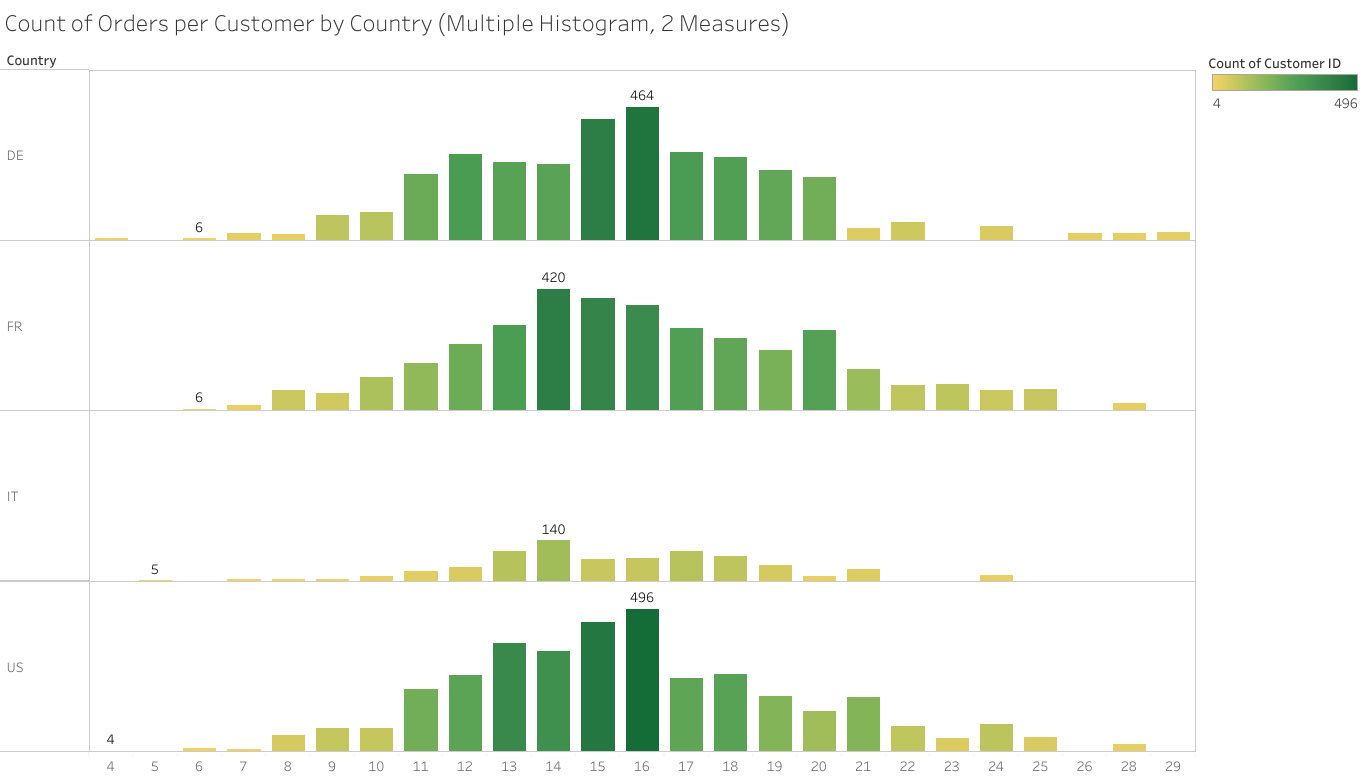 Count of Orders per Customer by Country (Multiple Histogram, 2 Measures)
Country
Count of Customer ID
4 496
464
DE
6
420
FR
6
IT
140
5
496
US
4
4 5 6 7 8 9 10 11 12 13 14 15 16 17 18 19 20 21 22 23 24 25 26 28 29